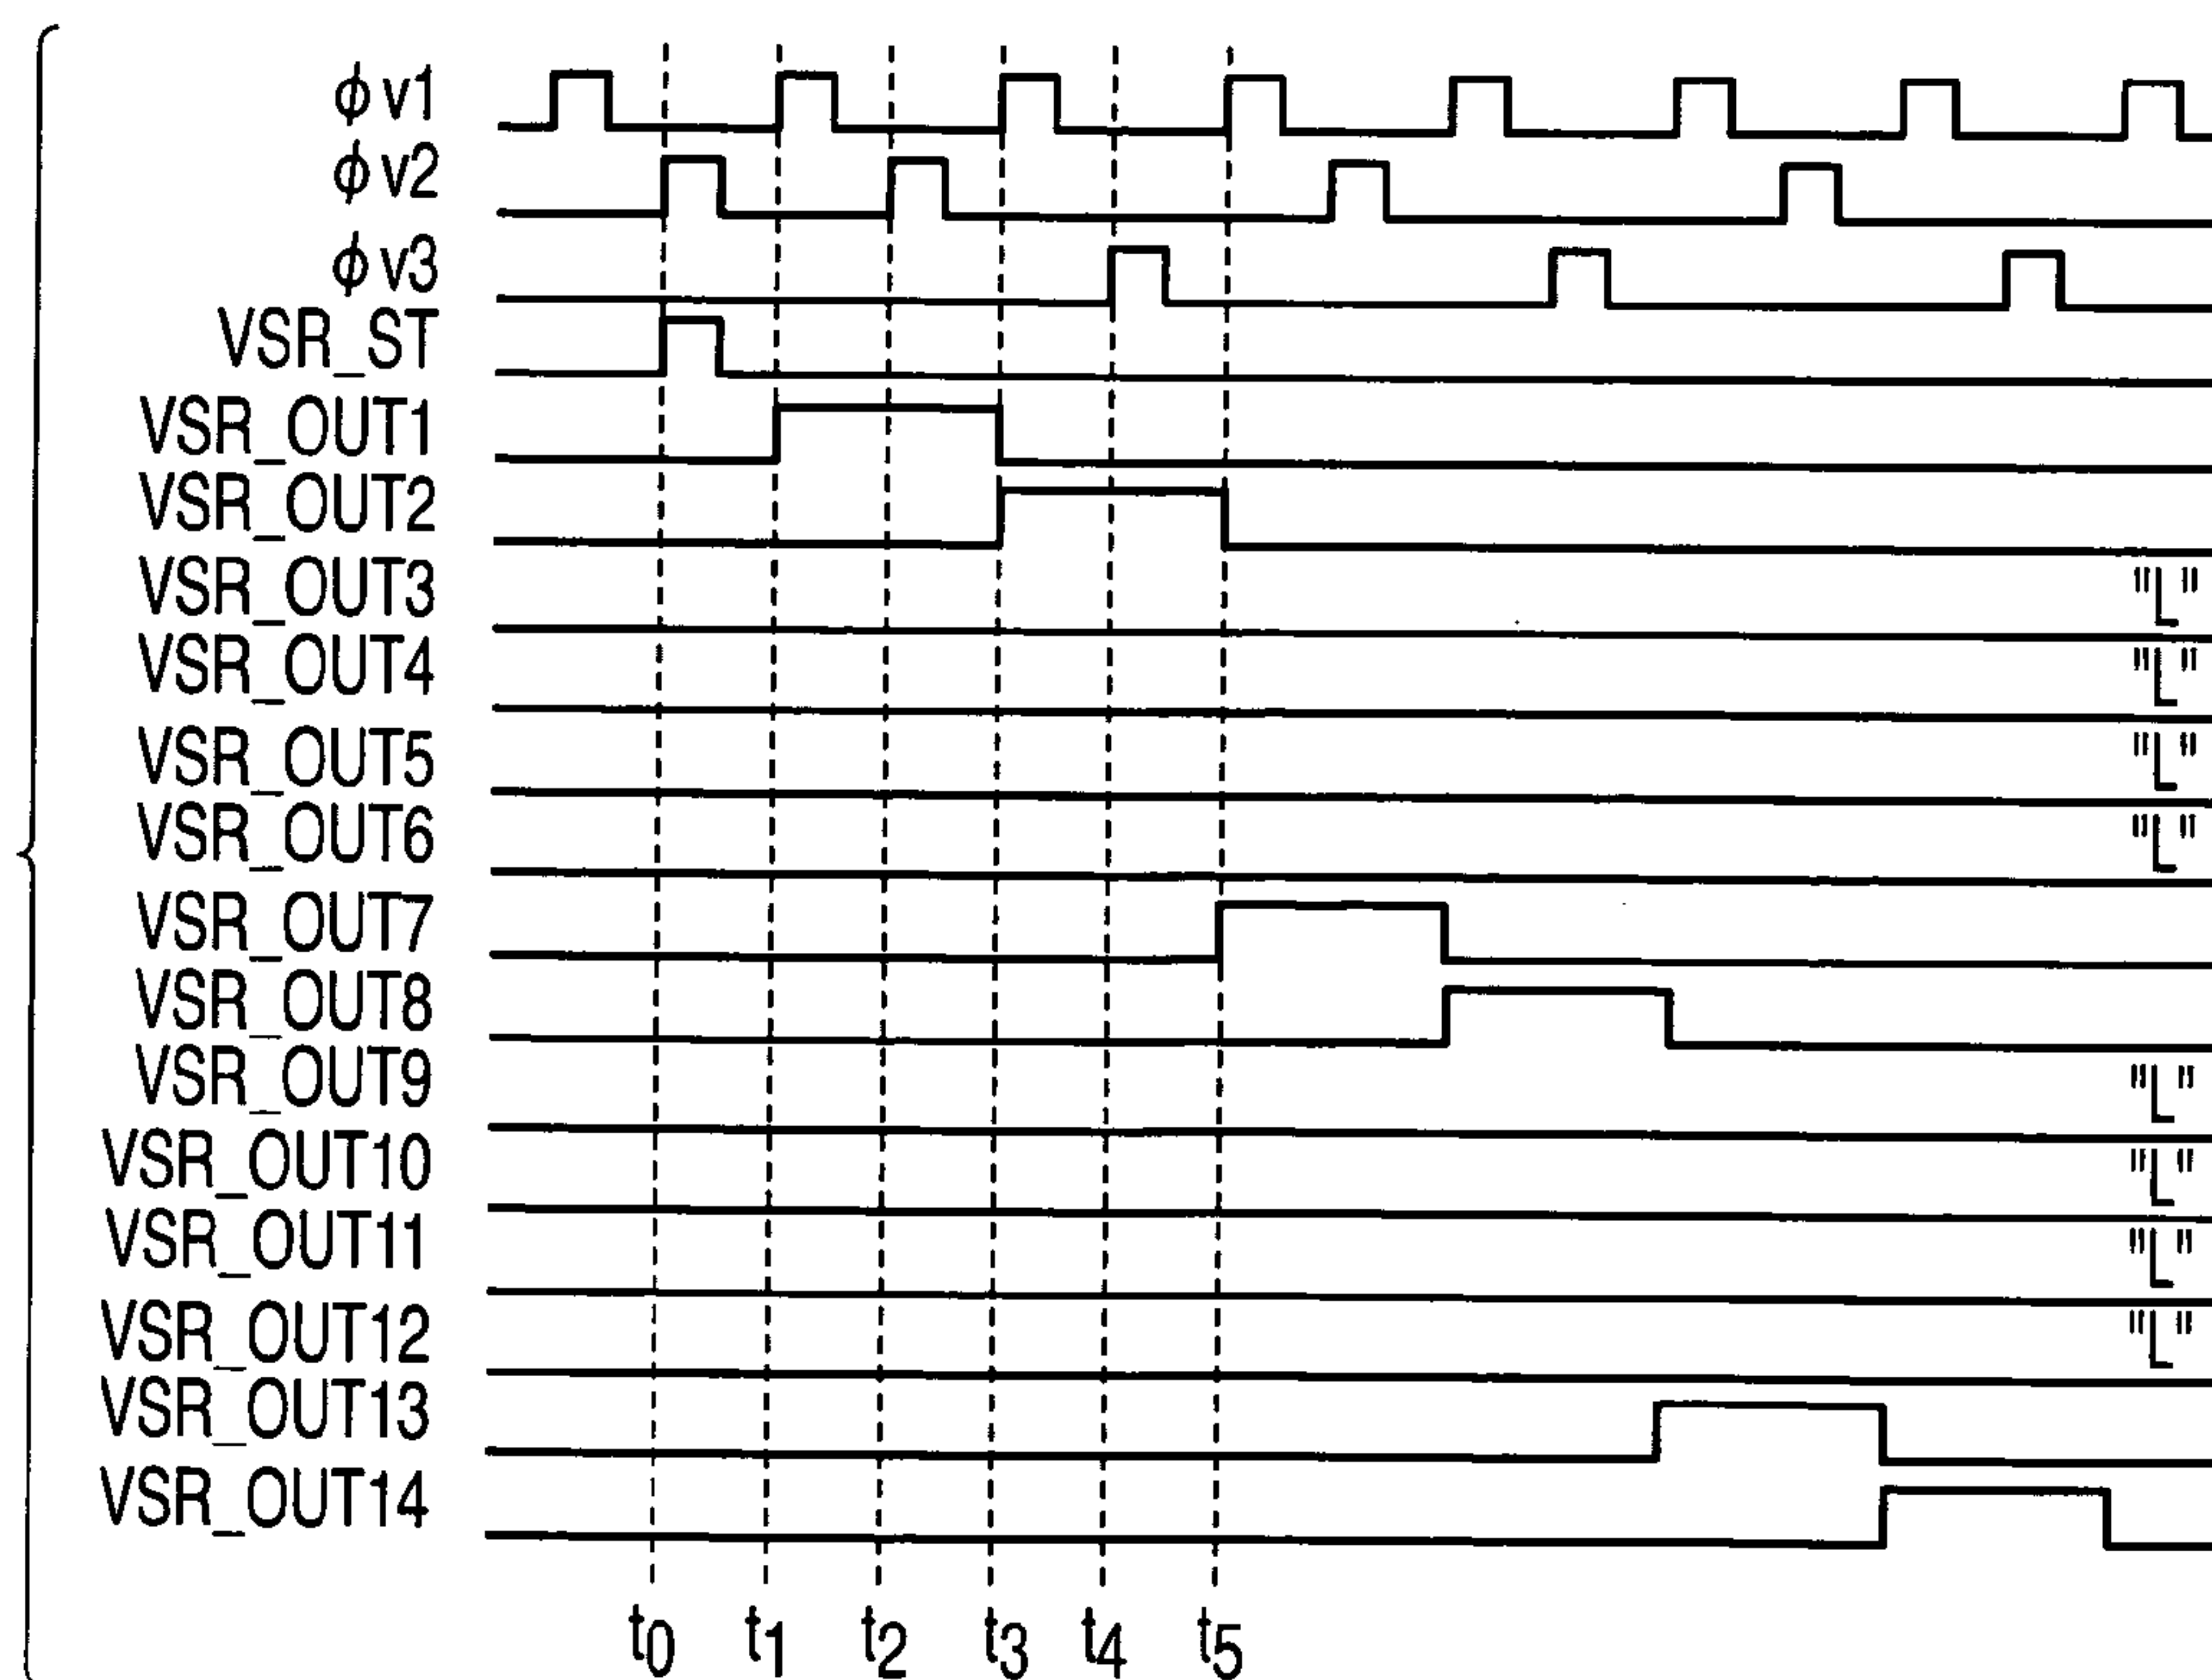 φv1
φv2
φv3
VSR_ST
VSR_OUT1
VSR_OUT2
VSR_OUT3 "L"
VSR_OUT4 "L"
VSR_OUT5 "L"
VSR_OUT6 "L"
VSR_OUT7
VSR_OUT8
VSR_OUT9 "L"
VSR_OUT10 "L"
VSR_OUT11 "L"
VSR_OUT12 "L"
VSR_OUT13
VSR_OUT14
t0 t1 t2 t3 t4 t5